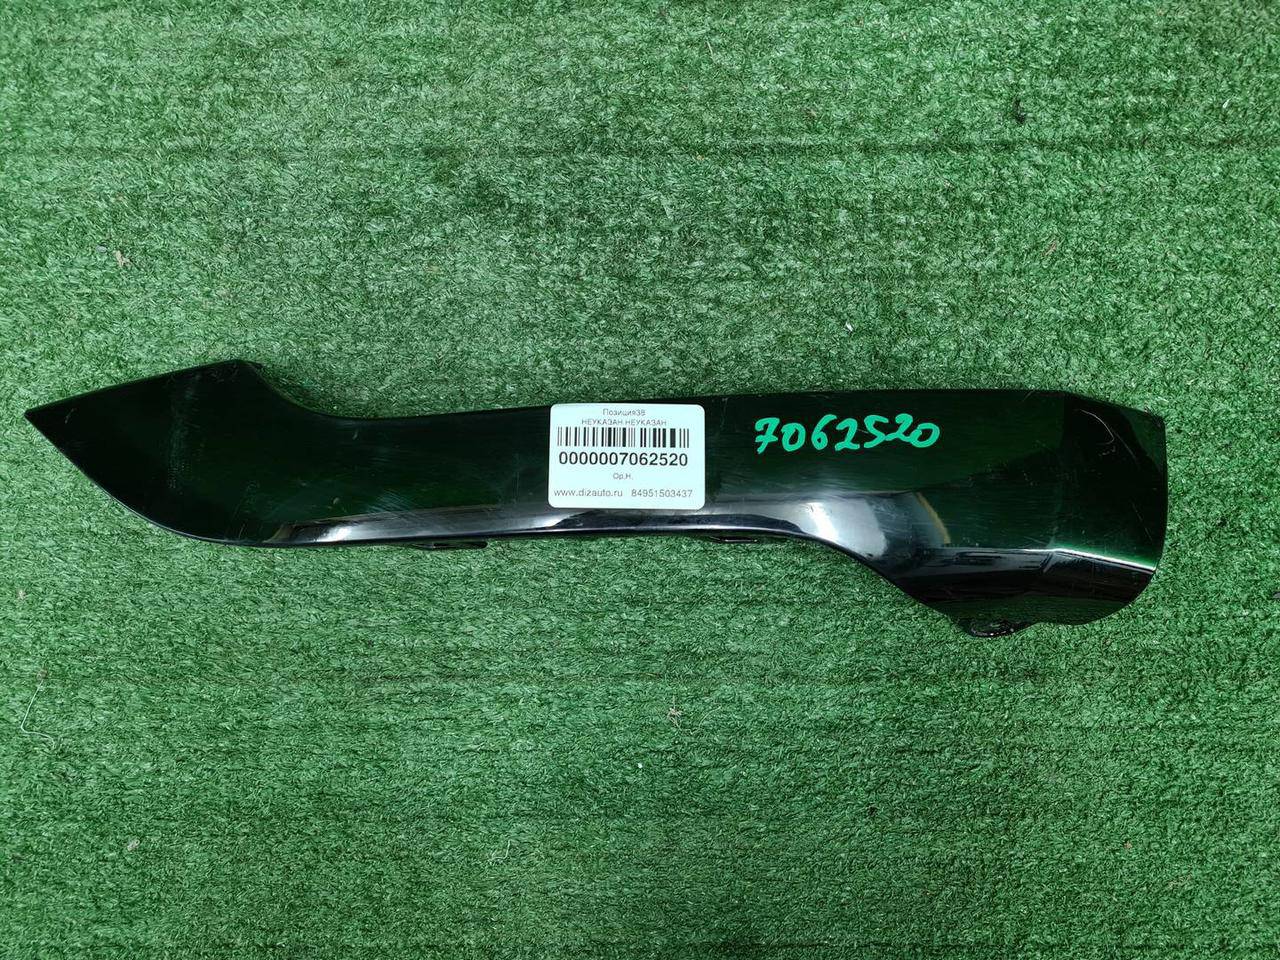 Позиция38
НЕУКАЗАН НЕУКАЗАН
0000007062520
Ор.Н.
www.dizauto.ru 84951503437
7062520